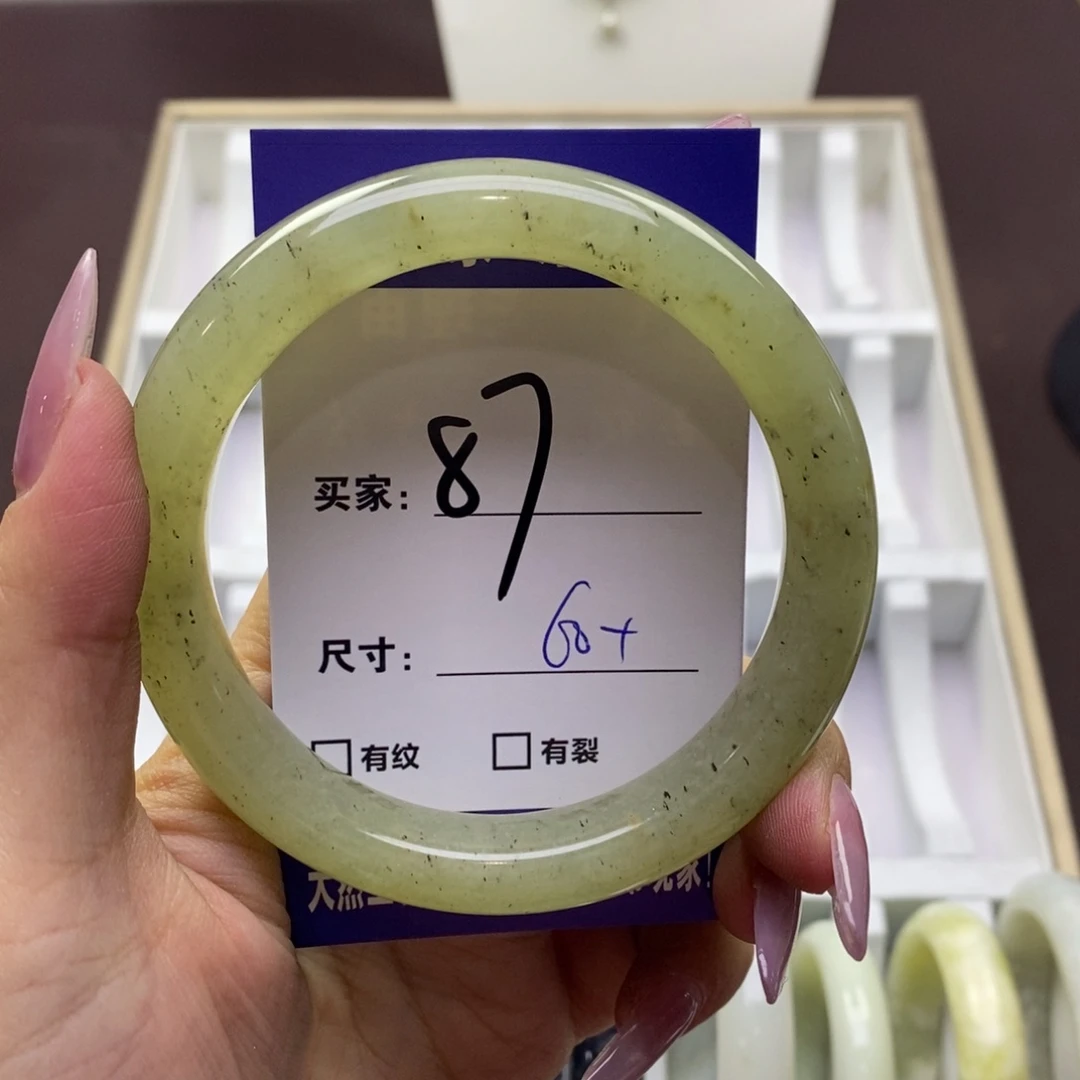 买家: 87
尺寸: 60+
□有纹 □有裂